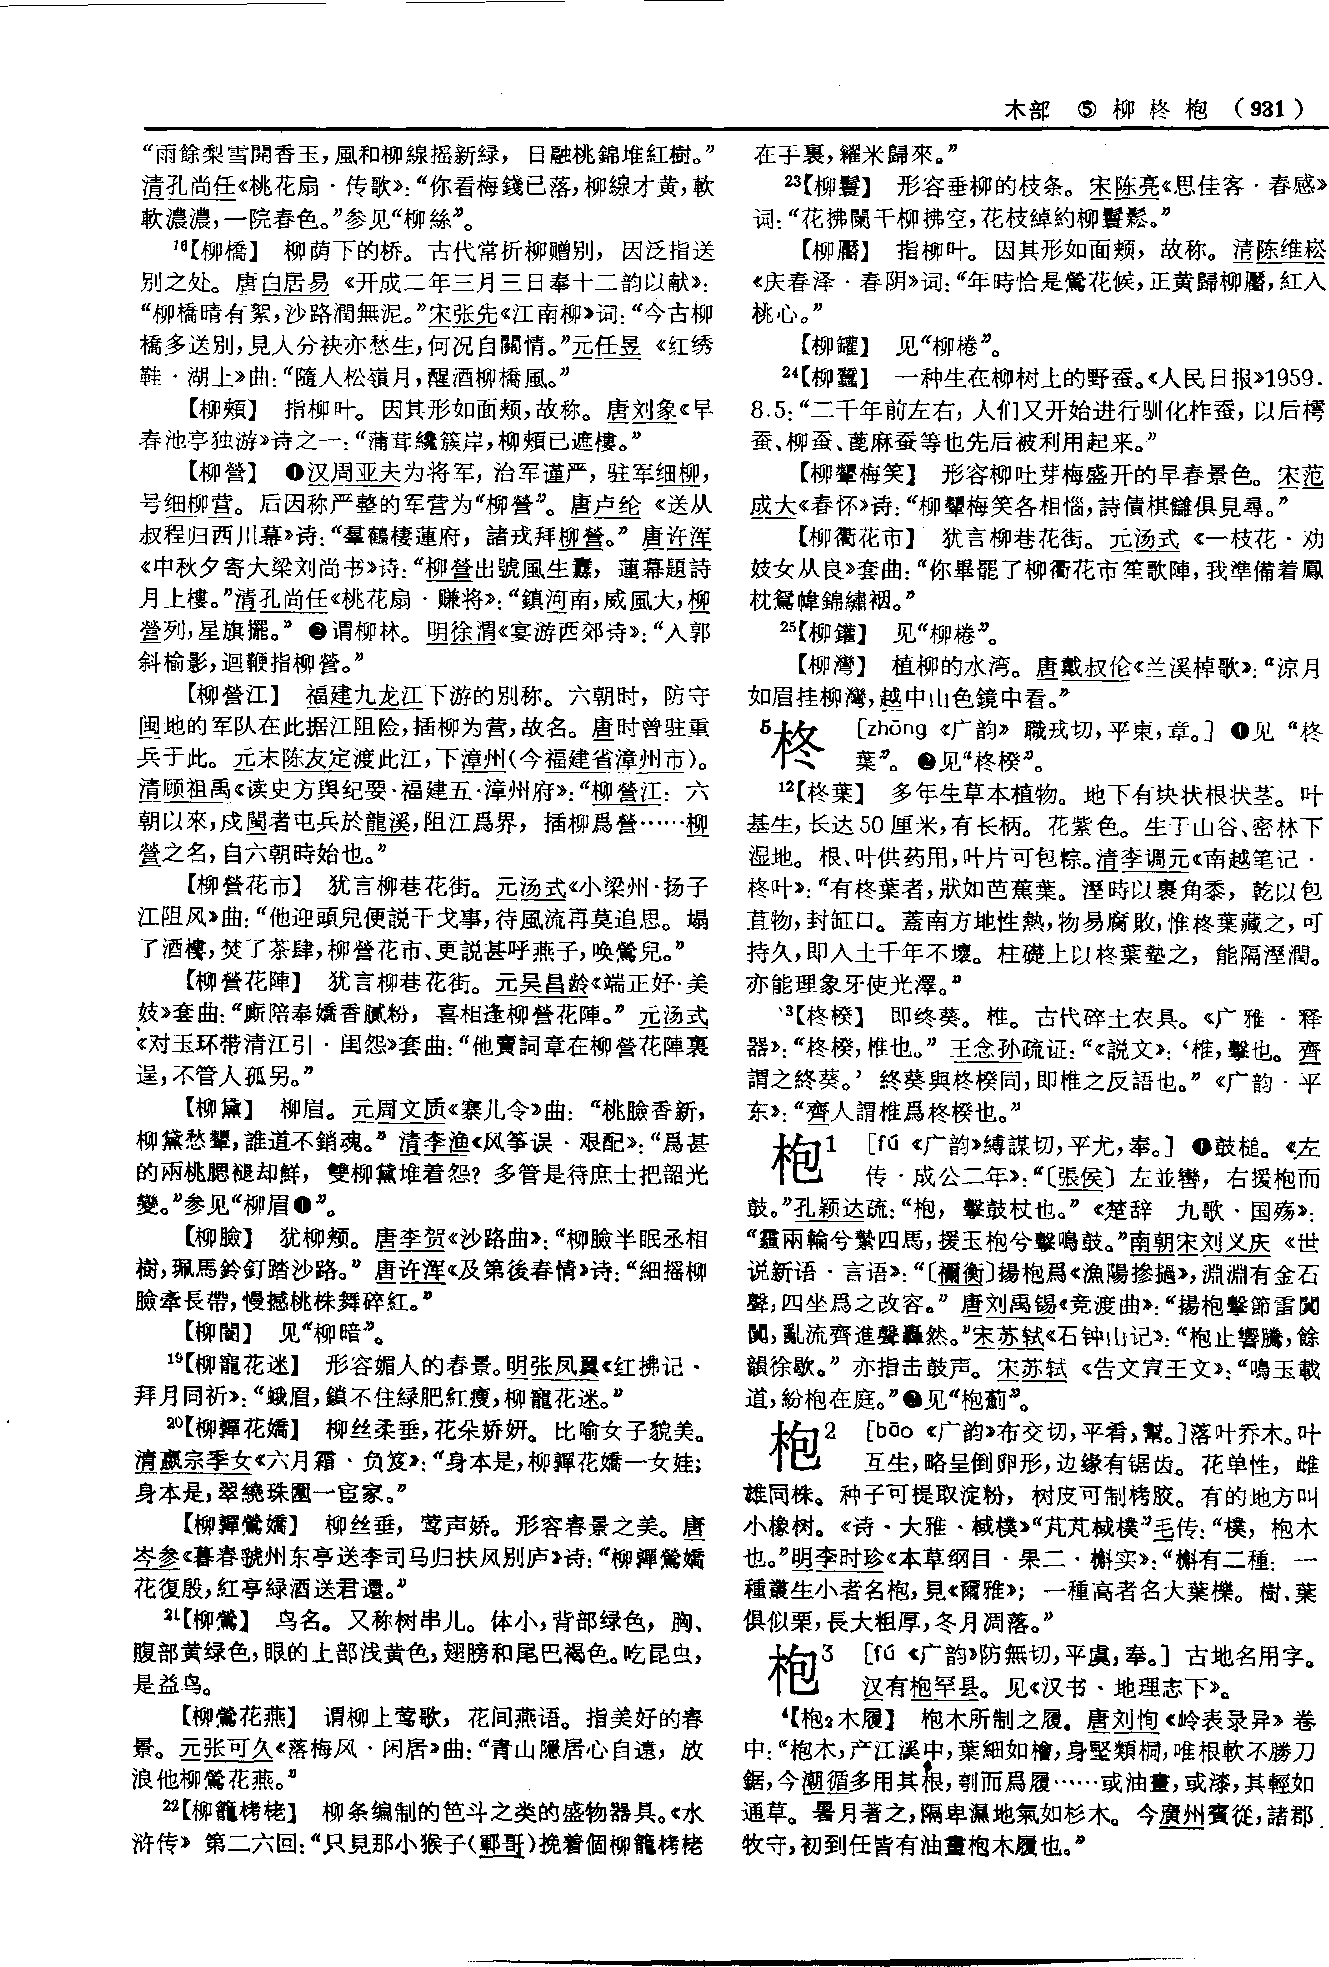 木部 ⑤ 柳柊枹 (931)
“雨餘梨雪開香玉，風和柳線摇新绿，日融桃錦堆紅樹。”
清孔尚任《桃花扇·传歌》：“你看梅錢已落，柳線才黄，軟
軟濃濃，一院春色。”参见“柳絲”。
【柳橋】 柳荫下的桥。古代常折柳赠别，因泛指送
别之处。唐白居易《开成二年三月三日奉十二韵以献》：
“柳橋晴有絮，沙路潤無泥。”宋张先《江南柳》词：“今古柳
橋多送别，見人分袂亦愁生，何况自關情。”元任昱《红绣
鞋·湖上》曲：“隨人松嶺月，醒酒柳橋風。”
【柳頰】 指柳叶。因其形如面颊，故称。唐刘象《早
春池亭独游》诗之一：“蒲茸纔簇岸，柳頰已遮樓。”
【柳營】 ❶汉周亚夫为将军，治军谨严，驻军细柳，
号细柳营。后因称严整的军营为“柳營”。唐卢纶《送从
叔程归西川幕》诗：“羣鶴棲蓮府，諸戎拜柳營。”唐许浑
《中秋夕寄大梁刘尚书》诗：“柳營出號風生纛，蓮幕題詩
月上樓。”清孔尚任《桃花扇·赚将》：“鎮河南，威風大，柳
營列，星旗擺。”❷谓柳林。明徐渭《宴游西郊诗》：“入郭
斜榆影，迴鞭指柳營。”
【柳營江】 福建九龙江下游的别称。六朝时，防守
闽地的军队在此据江阻险，插柳为营，故名。唐时曾驻重
兵于此。元末陈友定渡此江，下漳州(今福建省漳州市)。
清顾祖禹《读史方舆纪要·福建五·漳州府》：“柳營江：六
朝以來，戍閩者屯兵於龍溪，阻江爲界，插柳爲營……柳
營之名，自六朝時始也。”
【柳營花市】 犹言柳巷花街。元汤式《小梁州·扬子
江阻风》曲：“他迎頭兒便説干戈事，待風流再莫追思。塌
了酒樓，焚了茶肆，柳營花市、更説甚呼燕子，唤鶯兒。”
【柳營花陣】 犹言柳巷花街。元吴昌龄《端正好·美
妓》套曲：“廝陪奉嬌香膩粉，喜相逢柳營花陣。”元汤式
《对玉环带清江引·闺怨》套曲：“他賣詞章在柳營花陣裏
逞，不管人孤另。”
【柳黛】 柳眉。元周文质《寨儿令》曲：“桃臉香新，
柳黛愁顰，誰道不銷魂。”清李渔《风筝误·艰配》：“爲甚
的兩桃腮褪却鮮，雙柳黛堆着怨？多管是待庶士把韶光
變。”参见“柳眉❶”。
【柳臉】 犹柳颊。唐李贺《沙路曲》：“柳臉半眠丞相
樹，珮馬鈴釘踏沙路。”唐许浑《及第後春情》诗：“細摇柳
臉牽長帶，慢撼桃株舞碎紅。”
【柳闇】 见“柳暗”。
¹⁹【柳寵花迷】 形容媚人的春景。明张凤翼《红拂记·
拜月同祈》：“蛾眉，鎖不住緑肥紅瘦，柳寵花迷。”
²⁰【柳嚲花嬌】 柳丝柔垂，花朵娇妍。比喻女子貌美。
清嬴宗季女《六月霜·负笈》：“身本是，柳嚲花嬌一女娃；
身本是，翠繞珠圍一宦家。”
【柳嚲鶯嬌】 柳丝垂，莺声娇。形容春景之美。唐
岑参《暮春虢州东亭送李司马归扶风别庐》诗：“柳嚲鶯嬌
花復殷，紅亭緑酒送君還。”
²¹【柳鶯】 鸟名。又称树串儿。体小，背部绿色，胸、
腹部黄绿色，眼的上部浅黄色，翅膀和尾巴褐色。吃昆虫，
是益鸟。
【柳鶯花燕】 谓柳上莺歌，花间燕语。指美好的春
景。元张可久《落梅风·闲居》曲：“青山隱居心自遠，放
浪他柳鶯花燕。”
²²【柳籠栲栳】 柳条编制的笆斗之类的盛物器具。《水
浒传》第二六回：“只見那小猴子(鄆哥)挽着個柳籠栲栳
在手裏，糴米歸來。”
²³【柳鬟】 形容垂柳的枝条。宋陈亮《思佳客·春感》
词：“花拂闌干柳拂空，花枝綽約柳鬟鬆。”
【柳靨】 指柳叶。因其形如面颊，故称。清陈维崧
《庆春泽·春阴》词：“年時恰是鶯花候，正黄歸柳靨，紅入
桃心。”
【柳罐】 见“柳棬”。
²⁴【柳蠶】 一种生在柳树上的野蚕。《人民日报》1959.
8.5：“二千年前左右，人们又开始进行驯化柞蚕，以后樗
蚕、柳蚕、蓖麻蚕等也先后被利用起来。”
【柳顰梅笑】 形容柳吐芽梅盛开的早春景色。宋范
成大《春怀》诗：“柳顰梅笑各相惱，詩債棋讎俱見尋。”
【柳衢花市】 犹言柳巷花街。元汤式《一枝花·劝
妓女从良》套曲：“你畢罷了柳衢花市笙歌陣，我準備着鳳
枕鴛幃錦繡裀。”
²⁵【柳鑵】 见“柳棬”。
【柳灣】 植柳的水湾。唐戴叔伦《兰溪棹歌》：“凉月
如眉挂柳灣，越中山色鏡中看。”
⁵柊 [zhōng《广韵》職戎切，平東，章。] ❶见“柊
葉”。❷见“柊楑”。
¹²【柊葉】 多年生草本植物。地下有块状根状茎。叶
基生，长达50厘米，有长柄。花紫色。生于山谷、密林下
湿地。根、叶供药用，叶片可包粽。清李调元《南越笔记·
柊叶》：“有柊葉者，狀如芭蕉葉。溼時以裹角黍，乾以包
苴物，封缸口。蓋南方地性熱，物易腐敗，惟柊葉藏之，可
持久，即入土千年不壞。柱礎上以柊葉墊之，能隔溼潤。
亦能理象牙使光澤。”
¹³【柊楑】 即终葵。椎。古代碎土农具。《广雅·释
器》：“柊楑，椎也。”王念孙疏证：“《説文》：‘椎，擊也。齊
謂之終葵。’終葵與柊楑同，即椎之反語也。”《广韵·平
东》：“齊人謂椎爲柊楑也。”
枹¹ [fú《广韵》縛謀切，平尤，奉。] ❶鼓槌。《左
传·成公二年》：“〔張侯〕左並轡，右援枹而
鼓。”孔颖达疏：“枹，擊鼓杖也。”《楚辞 九歌·国殇》：
“霾兩輪兮縶四馬，援玉枹兮擊鳴鼓。”南朝宋刘义庆《世
说新语·言语》：“〔禰衡〕揚枹爲《漁陽摻撾》，淵淵有金石
聲，四坐爲之改容。”唐刘禹锡《竞渡曲》：“揚枹擊節雷闐
闐，亂流齊進聲轟然。”宋苏轼《石钟山记》：“枹止響騰，餘
韻徐歇。”亦指击鼓声。宋苏轼《告文宣王文》：“鳴玉載
道，紛枹在庭。”❷见“枹薊”。
枹² [bāo《广韵》布交切，平肴，幫。]落叶乔木。叶
互生，略呈倒卵形，边缘有锯齿。花单性，雌
雄同株。种子可提取淀粉，树皮可制栲胶。有的地方叫
小橡树。《诗·大雅·棫樸》“芃芃棫樸”毛传：“樸，枹木
也。”明李时珍《本草纲目·果二·槲实》：“槲有二種：一
種叢生小者名枹，見《爾雅》；一種高者名大葉櫟。樹、葉
俱似栗，長大粗厚，冬月凋落。”
枹³ [fú《广韵》防無切，平虞，奉。] 古地名用字。
汉有枹罕县。见《汉书·地理志下》。
⁴【枹₂木履】 枹木所制之履。唐刘恂《岭表录异》卷
中：“枹木，产江溪中，葉細如檜，身堅類桐，唯根軟不勝刀
鋸，今潮循多用其根，刳而爲履……或油畫，或漆，其輕如
通草。暑月著之，隔卑濕地氣如杉木。今廣州賓從，諸郡
牧守，初到任皆有油畫枹木履也。”